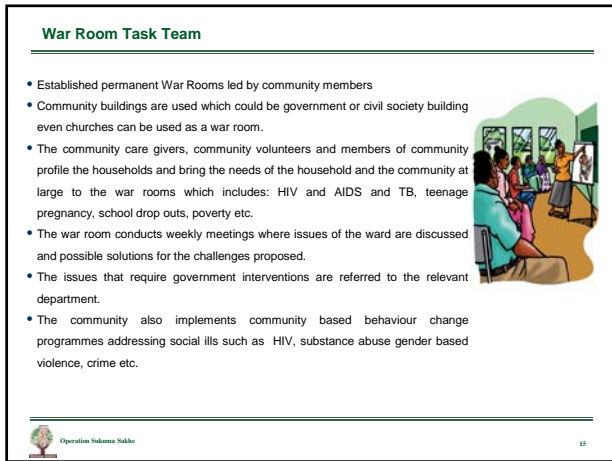 War Room Task Team
• Established permanent War Rooms led by community members
• Community buildings are used which could be government or civil society building
even churches can be used as a war room.
• The community care givers, community volunteers and members of community
profile the households and bring the needs of the household and the community at
large to the war rooms which includes: HIV and AIDS and TB, teenage
pregnancy, school drop outs, poverty etc.
• The war room conducts weekly meetings where issues of the ward are discussed
and possible solutions for the challenges proposed.
• The issues that require government interventions are referred to the relevant
department.
• The community also implements community based behaviour change
programmes addressing social ills such as HIV, substance abuse gender based
violence, crime etc.
Operation Sukuma Sakhe
15